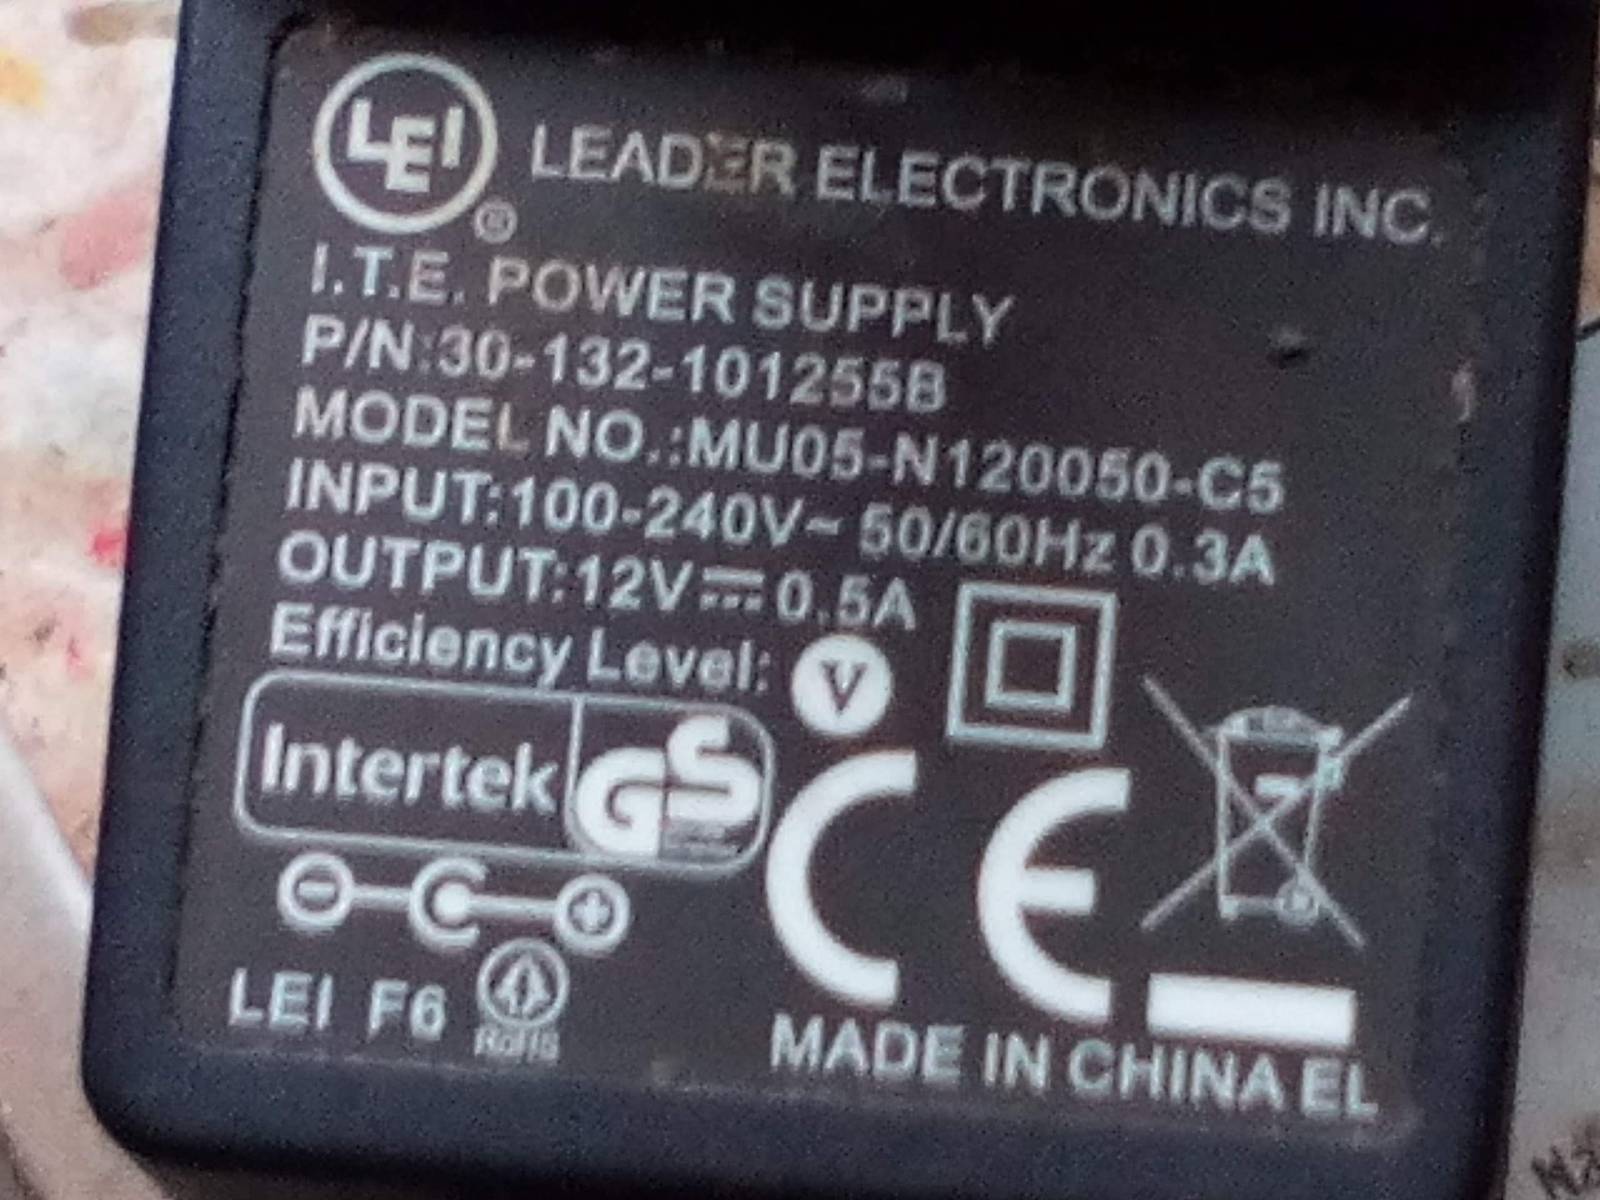 LEI ® LEADER ELECTRONICS INC.
I.T.E. POWER SUPPLY
P/N:30-132-101255B
MODEL NO.:MU05-N120050-C5
INPUT:100-240V~ 50/60Hz 0.3A
OUTPUT:12V⎓0.5A
Efficiency Level: V
Intertek GS
CE
LEI F6 RoHS
MADE IN CHINA EL